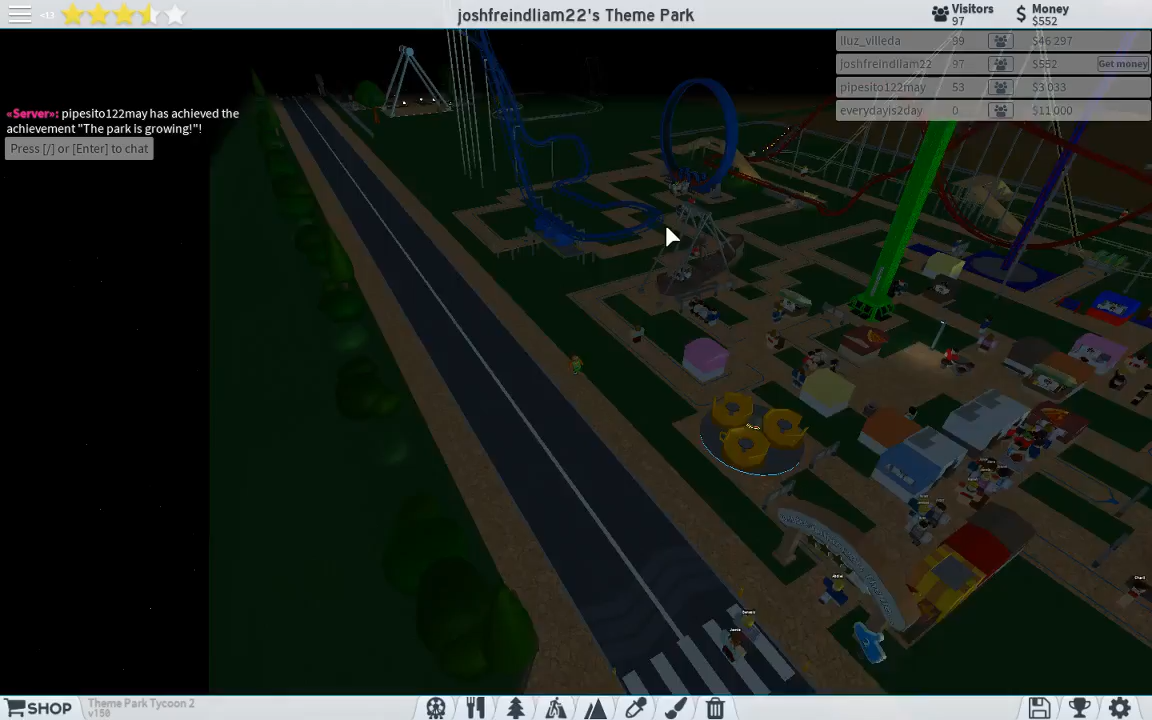 <13
joshfreindliam22's Theme Park
Visitors
97
Money
$552
lluz_villeda 99 $46 297
joshfreindliam22 97 $552 Get money
pipesito122may 53 $3 033
everydayis2day 0 $11 000
«Server»: pipesito122may has achieved the
achievement "The park is growing!"!
Press [/] or [Enter] to chat
SHOP
Theme Park Tycoon 2
v150